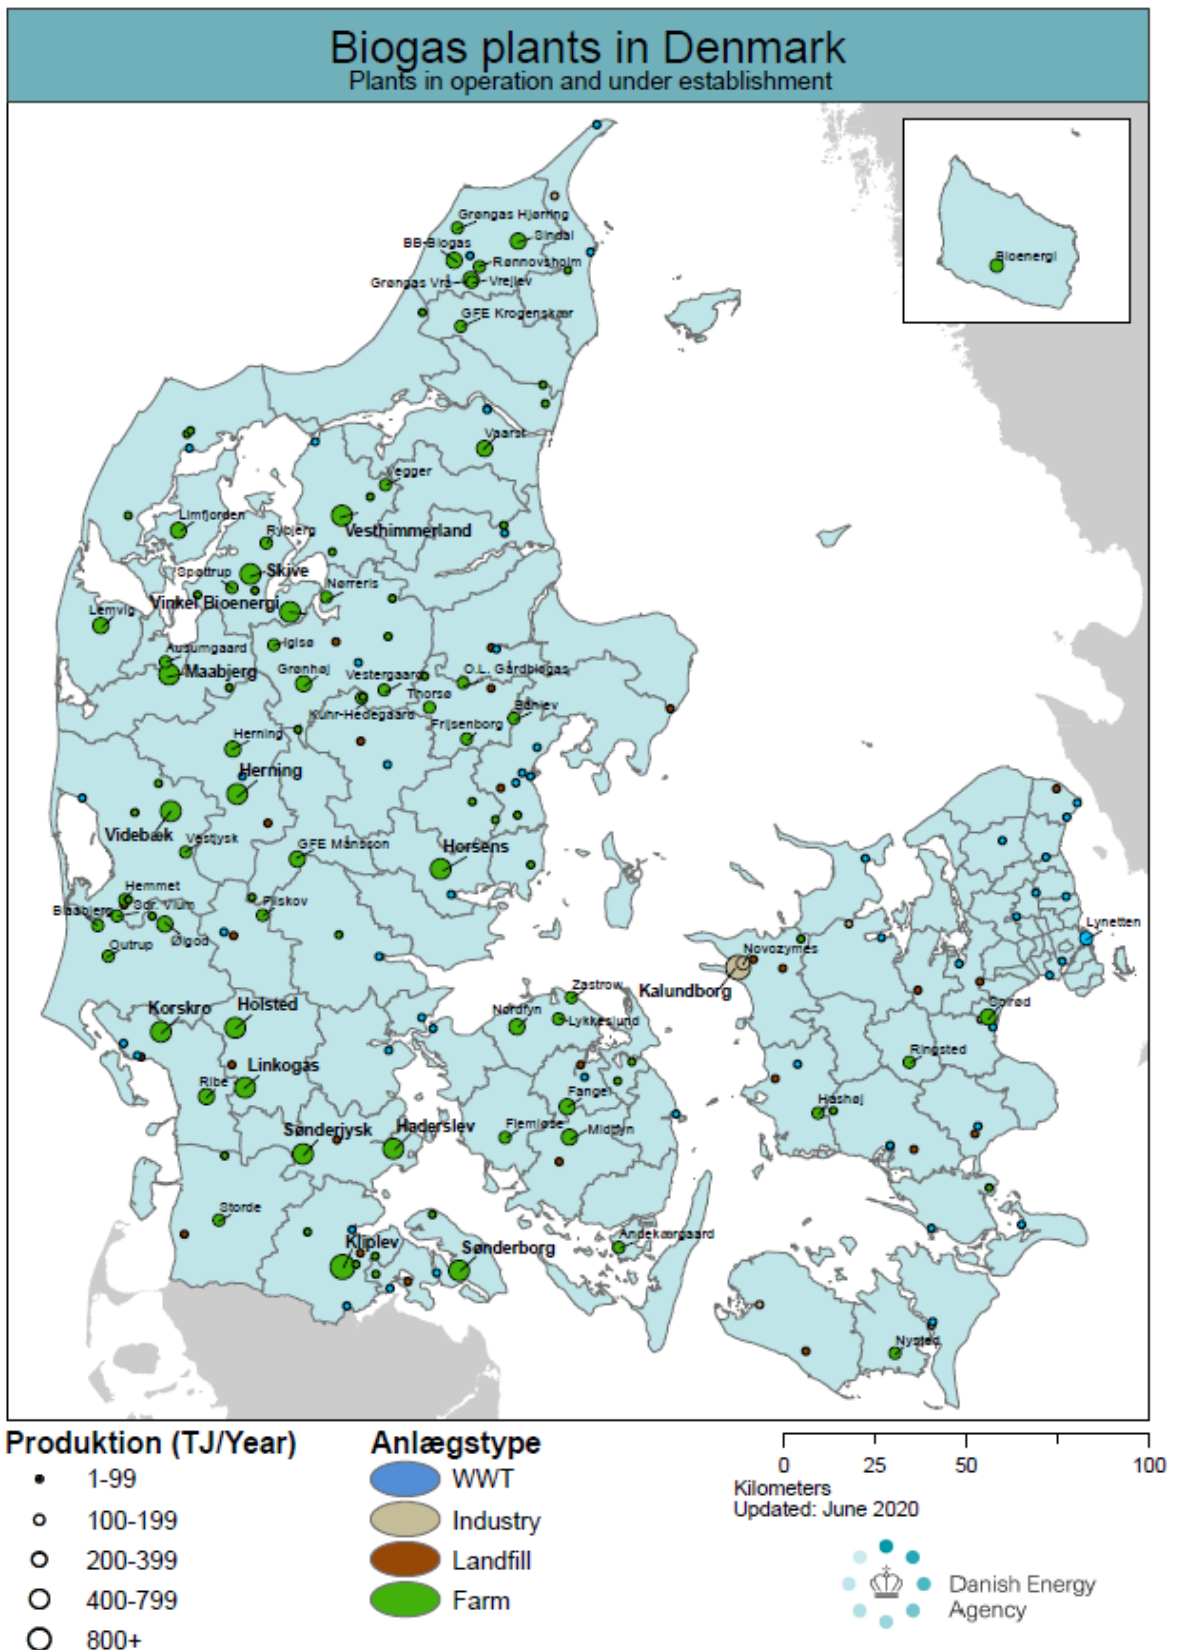 Biogas plants in Denmark
Plants in operation and under establishment
Grøngas Hjørring
Sindal
BB-Biogas
Rønnovsholm
Grøngas Vrå
Vrejlev
GFE Krogenskær
Bioenergi
Vaarst
Vegger
Limfjorden
Vesthimmerland
Rybjerg
Spøttrup
Skive
Nørreris
Vinkel Bioenergi
Lemvig
Ausumgaard
Iglsø
Maabjerg
Grønhøj
Vestergaard
O.L. Gårdbiogas
Thorsø
Kuhr-Hedegaard
Frijsenborg
Bånlev
Herning
Herning
Videbæk
Vestjysk
GFE Månsson
Horsens
Hemmet
Blaabjerg
Sdr. Vium
Filskov
Ølgod
Outrup
Lynetten
Novozymes
Kalundborg
Zastrow
Nordfyn
Lykkeslund
Korskro
Holsted
Solrød
Ringsted
Linkogas
Ribe
Fangel
Hashøj
Sønderjysk
Haderslev
Flemløse
Midtfyn
Storde
Andekærgaard
Kliplev
Sønderborg
Nysted
Produktion (TJ/Year)
1-99
100-199
200-399
400-799
800+
Anlægstype
WWT
Industry
Landfill
Farm
0 25 50 100
Kilometers
Updated: June 2020
Danish Energy
Agency